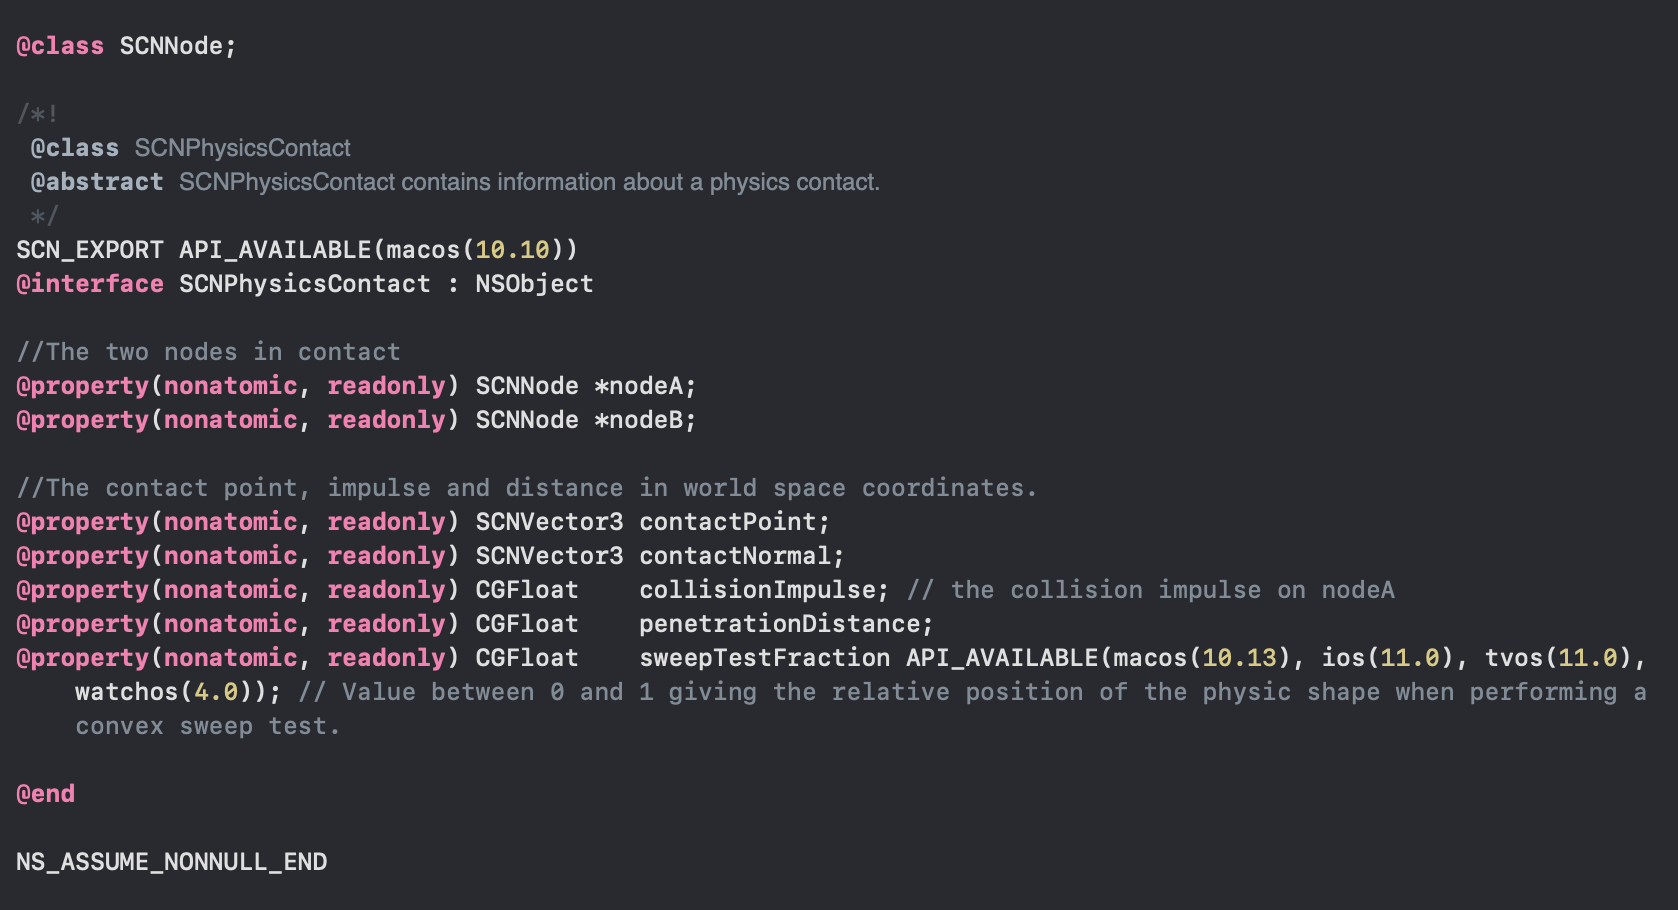 @class SCNNode;
/*!
@class SCNPhysicsContact
@abstract SCNPhysicsContact contains information about a physics contact.
*/
SCN_EXPORT API_AVAILABLE(macos(10.10))
@interface SCNPhysicsContact : NSObject
//The two nodes in contact
@property(nonatomic, readonly) SCNNode *nodeA;
@property(nonatomic, readonly) SCNNode *nodeB;
//The contact point, impulse and distance in world space coordinates.
@property(nonatomic, readonly) SCNVector3 contactPoint;
@property(nonatomic, readonly) SCNVector3 contactNormal;
@property(nonatomic, readonly) CGFloat    collisionImpulse; // the collision impulse on nodeA
@property(nonatomic, readonly) CGFloat    penetrationDistance;
@property(nonatomic, readonly) CGFloat    sweepTestFraction API_AVAILABLE(macos(10.13), ios(11.0), tvos(11.0),
watchos(4.0)); // Value between 0 and 1 giving the relative position of the physic shape when performing a
convex sweep test.
@end
NS_ASSUME_NONNULL_END